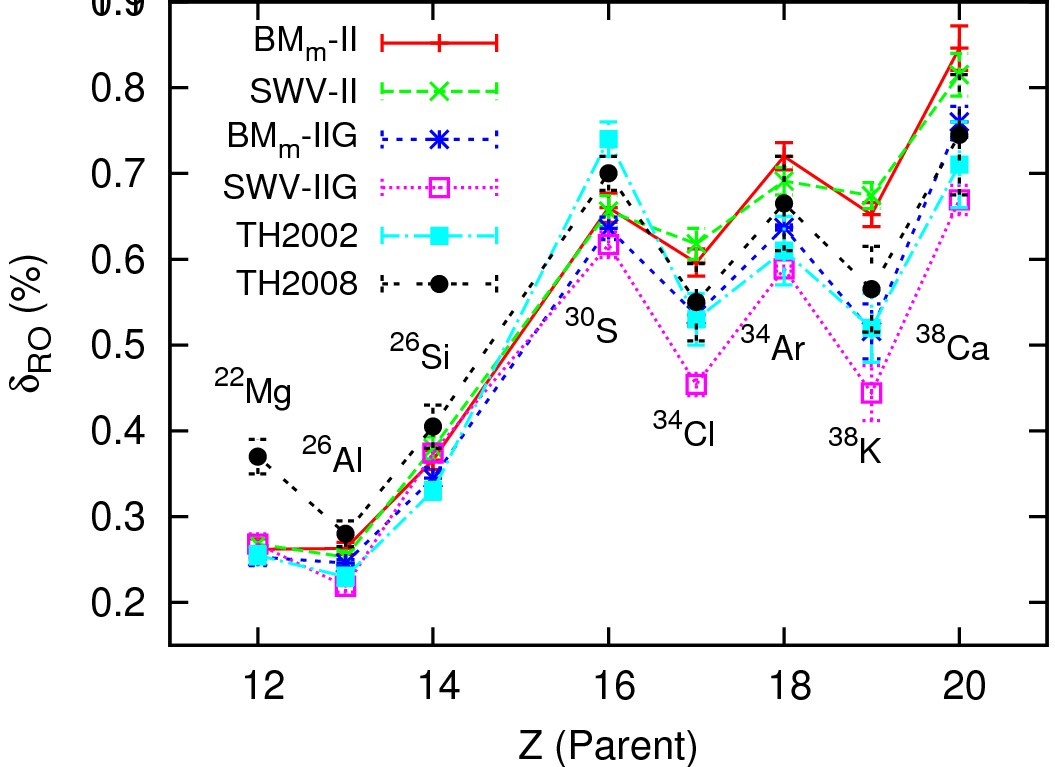 0.9
BMm-II
SWV-II
BMm-IIG
SWV-IIG
TH2002
TH2008
0.8
0.7
0.6
0.5
0.4
0.3
0.2
δRO (%)
22Mg
26Al
26Si
30S
34Cl
34Ar
38K
38Ca
12
14
16
18
20
Z (Parent)